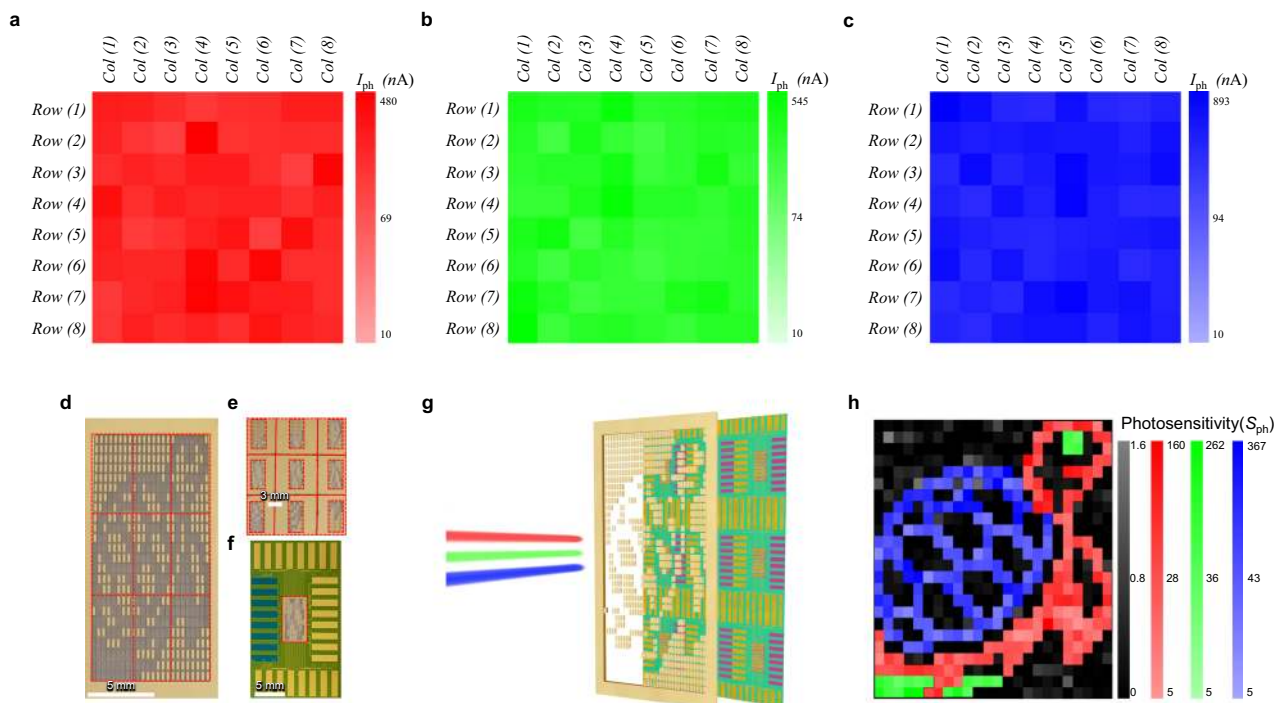 a
Col (1) Col (2) Col (3) Col (4) Col (5) Col (6) Col (7) Col (8)
Iph (nA)
Row (1)
Row (2)
Row (3)
Row (4)
Row (5)
Row (6)
Row (7)
Row (8)
480
69
10
b
Col (1) Col (2) Col (3) Col (4) Col (5) Col (6) Col (7) Col (8)
Iph (nA)
Row (1)
Row (2)
Row (3)
Row (4)
Row (5)
Row (6)
Row (7)
Row (8)
545
74
10
c
Col (1) Col (2) Col (3) Col (4) Col (5) Col (6) Col (7) Col (8)
Iph (nA)
Row (1)
Row (2)
Row (3)
Row (4)
Row (5)
Row (6)
Row (7)
Row (8)
893
94
10
d
5 mm
e
3 mm
f
5 mm
g
h
Photosensitivity(Sph)
1.6 160 262 367
0.8 28 36 43
0 5 5 5